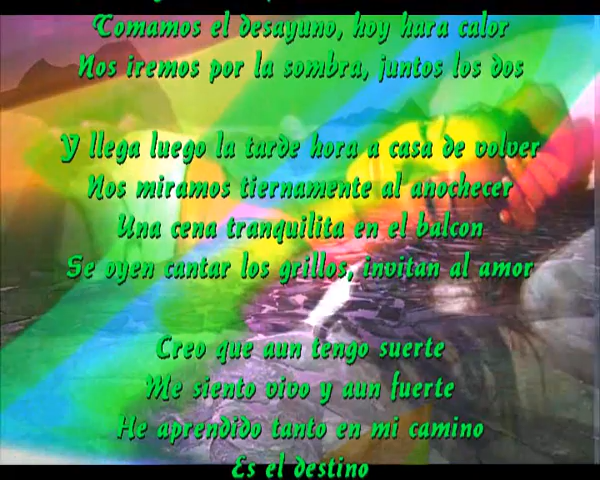 Comamos el desayuno, hoy hara calor
Nos iremos por la sombra, juntos los dos
Y llega luego la tarde hora a casa de volver
Nos miramos tiernamente al anochecer
Una cena tranquilita en el balcon
Se oyen cantar los grillos, invitan al amor
Creo que aun tengo suerte
Me siento vivo y aun fuerte
He aprendido tanto en mi camino
Es el destino